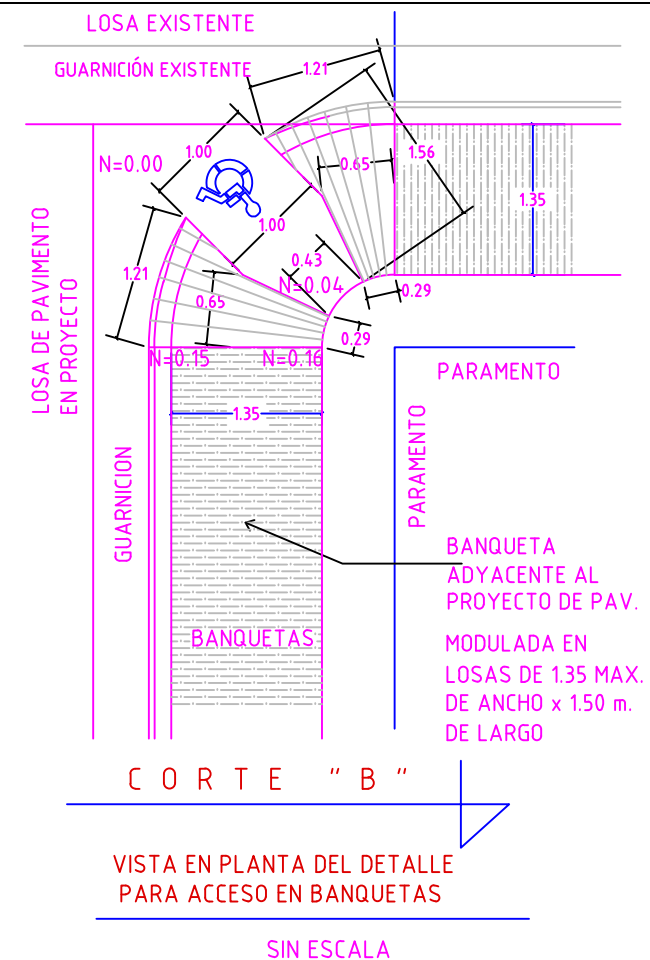 LOSA EXISTENTE
GUARNICIÓN EXISTENTE
1.21
1.00
N=0.00
0.65
1.56
1.35
1.00
0.43
N=0.04
0.29
1.21
0.65
0.29
LOSA DE PAVIMENTO
EN PROYECTO
N=0.15
N=0.16
PARAMENTO
1.35
PARAMENTO
GUARNICION
BANQUETA
ADYACENTE AL
PROYECTO DE PAV.
BANQUETAS
MODULADA EN
LOSAS DE 1.35 MAX.
DE ANCHO x 1.50 m.
DE LARGO
CORTE "B"
VISTA EN PLANTA DEL DETALLE
PARA ACCESO EN BANQUETAS
SIN ESCALA